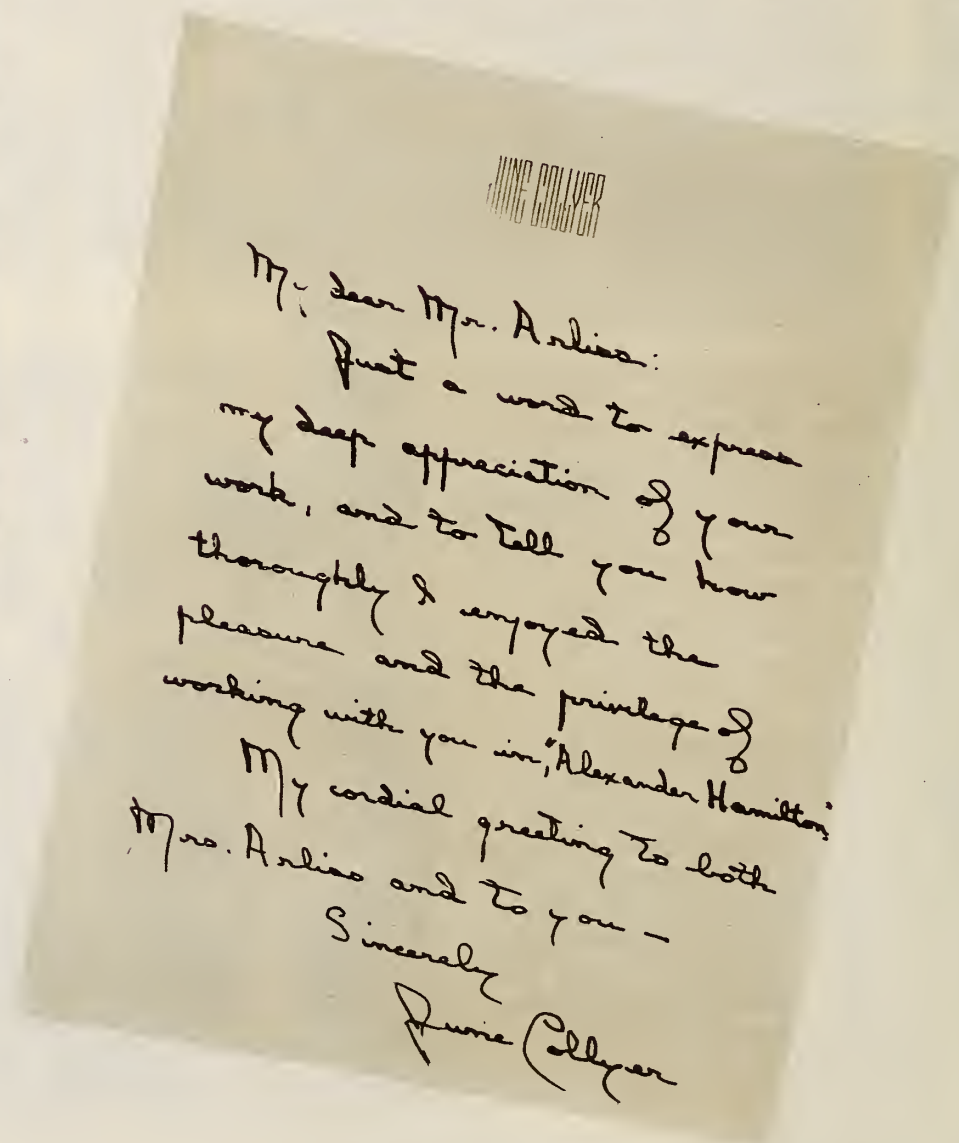 JUNE COLLYER
My dear Mr. Arliss:
Just a word to express
my deep appreciation of your
work, and to tell you how
thoroughly I enjoyed the
pleasure and the privilege of
working with you in, "Alexander Hamilton."
My cordial greeting to both
Mrs. Arliss and to you —
Sincerely
June Collyer